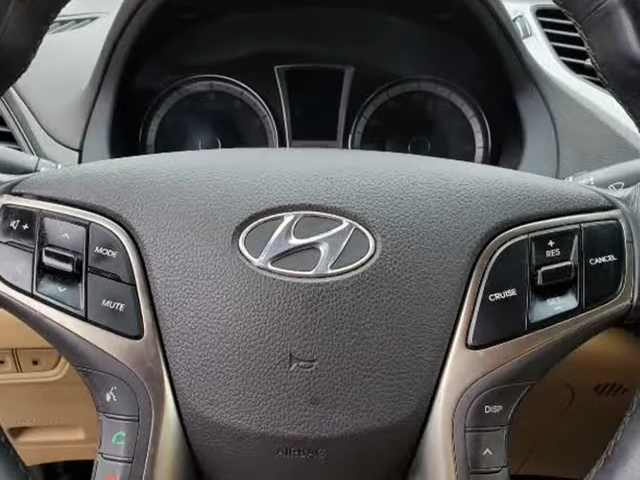 +
MODE
MUTE
+
RES
CANCEL
CRUISE
SET
-
DISP
AIRBAG